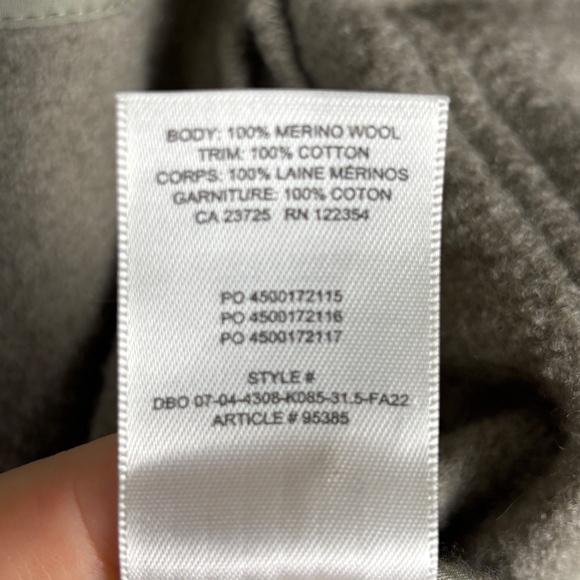 BODY: 100% MERINO WOOL
TRIM: 100% COTTON
CORPS: 100% LAINE MÉRINOS
GARNITURE: 100% COTON
CA 23725 RN 122354
PO 4500172115
PO 4500172116
PO 4500172117
STYLE #
DBO 07-04-4308-K085-31.5-FA22
ARTICLE # 95385